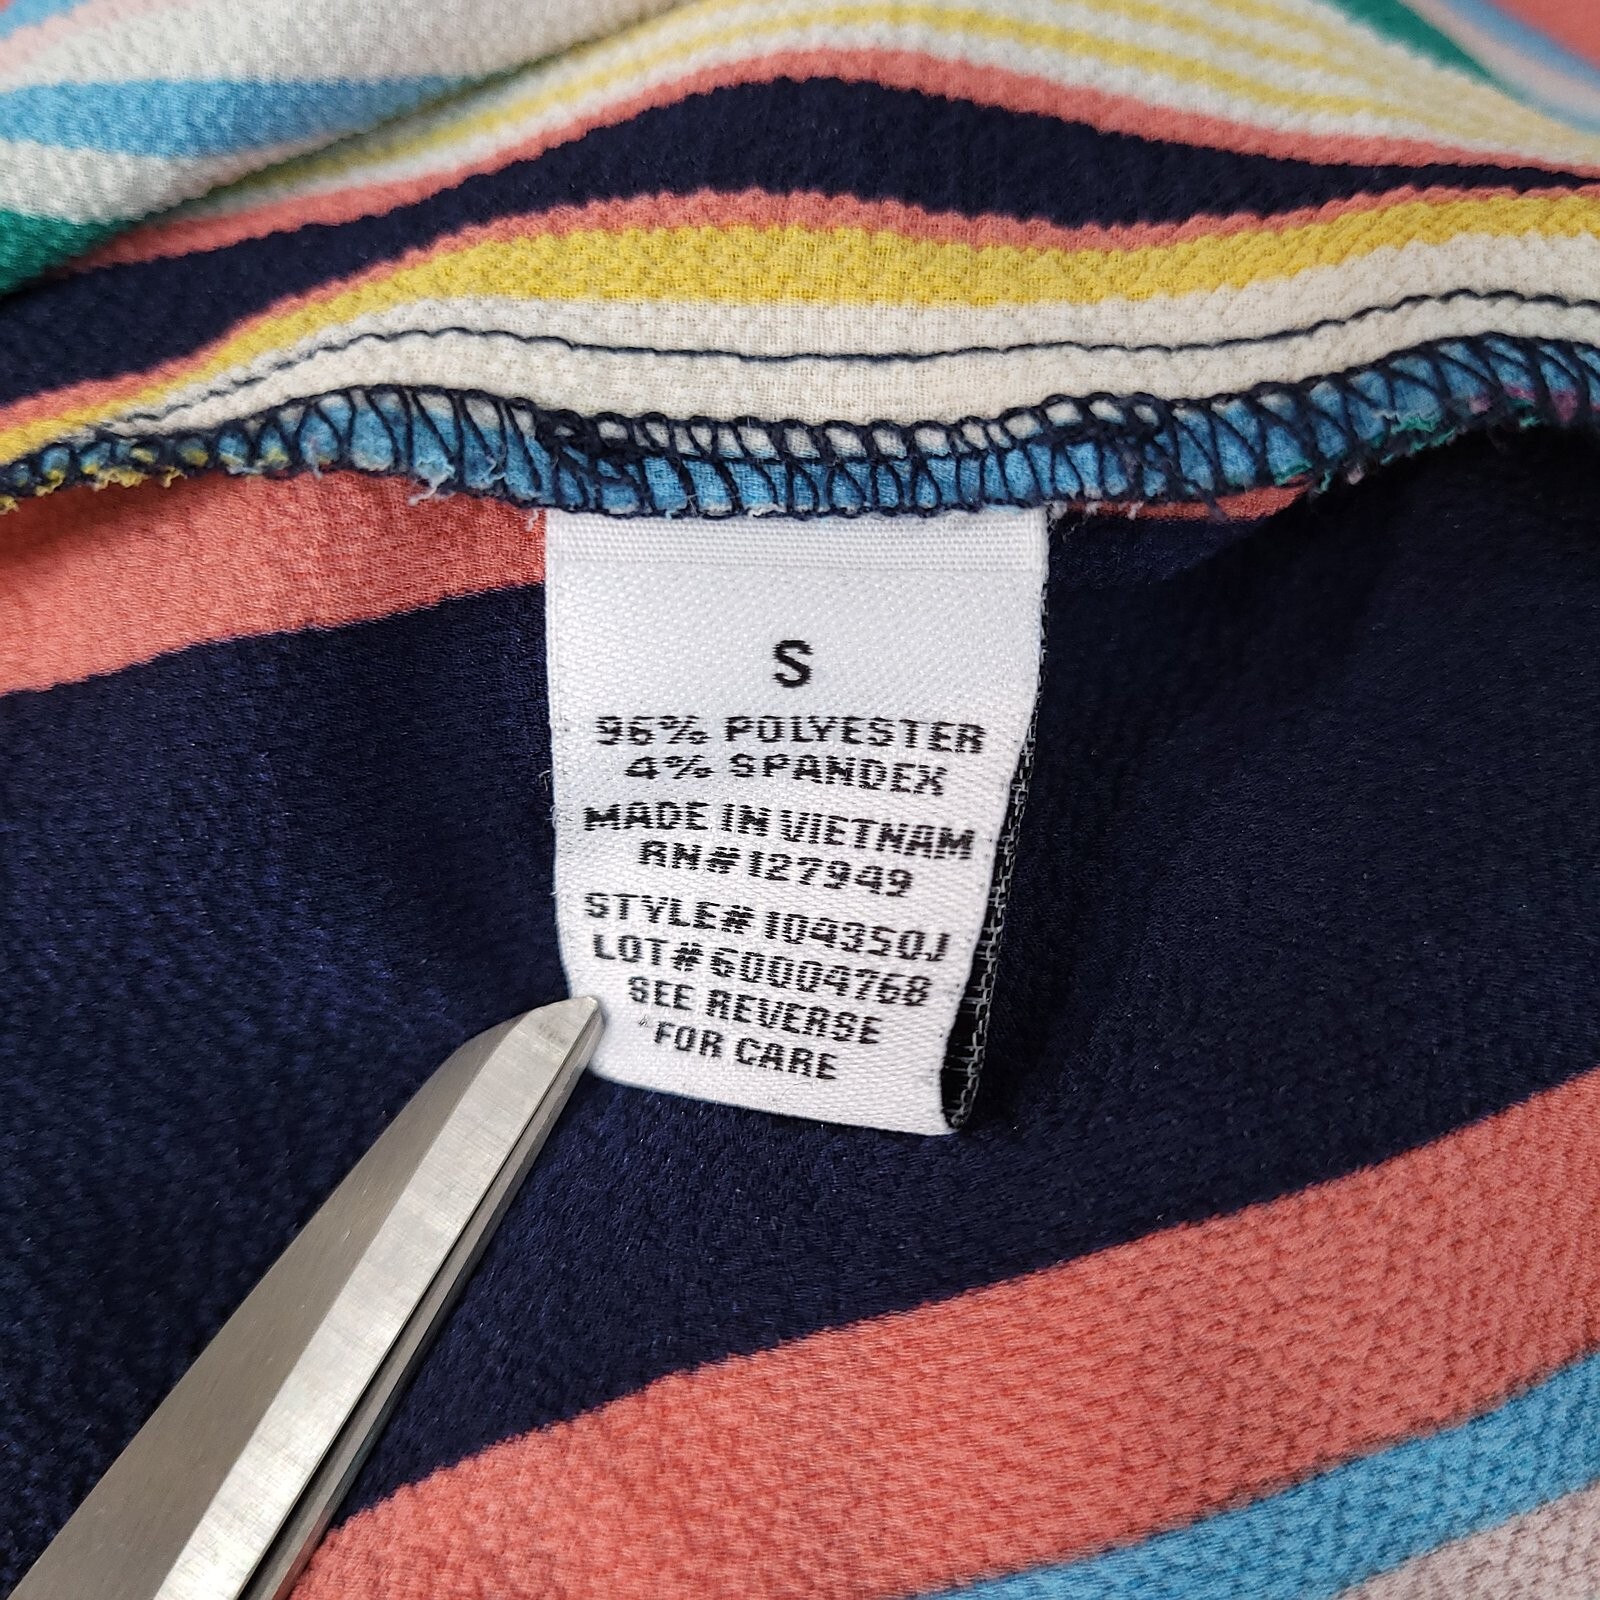 S
96% POLYESTER
4% SPANDEX
MADE IN VIETNAM
RN# 127949
STYLE# 104350J
LOT# 60004768
SEE REVERSE
FOR CARE